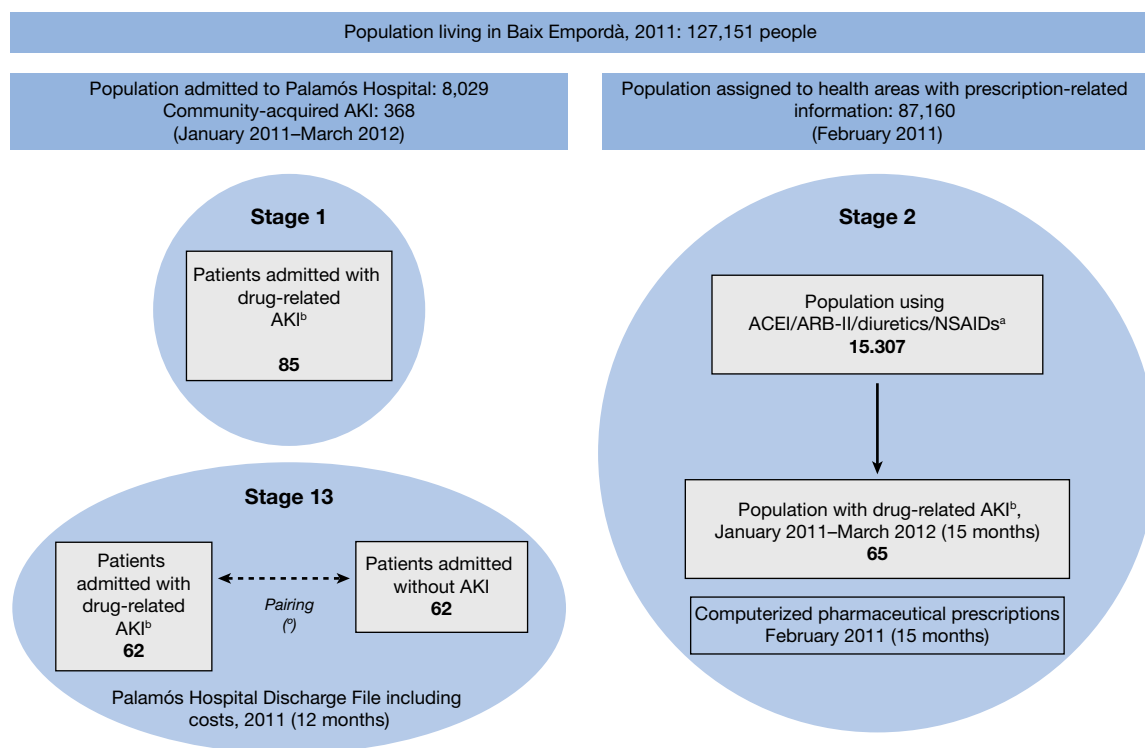 Population living in Baix Empordà, 2011: 127,151 people
Population admitted to Palamós Hospital: 8,029
Community-acquired AKI: 368
(January 2011–March 2012)
Population assigned to health areas with prescription-related
information: 87,160
(February 2011)
Stage 1
Patients admitted with
drug-related
AKIᵇ
85
Stage 13
Patients
admitted with
drug-related
AKIᵇ
62
Pairing
(ᵇ)
Patients admitted
without AKI
62
Palamós Hospital Discharge File including
costs, 2011 (12 months)
Stage 2
Population using
ACEI/ARB-II/diuretics/NSAIDsᵃ
15.307
Population with drug-related AKIᵇ,
January 2011–March 2012 (15 months)
65
Computerized pharmaceutical prescriptions
February 2011 (15 months)